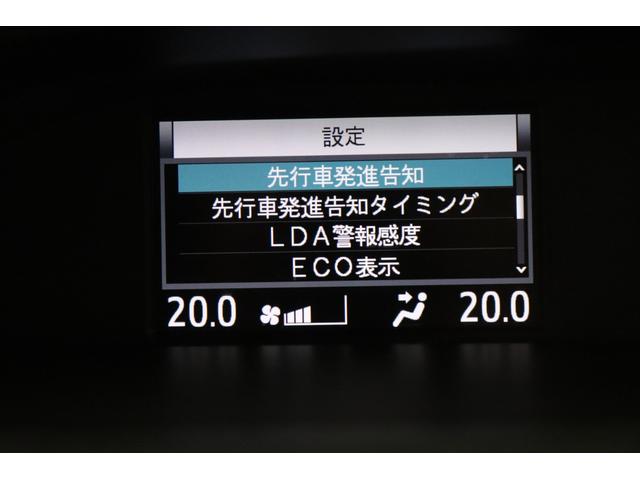 設定
先行車発進告知
先行車発進告知タイミング
LDA警報感度
ECO表示
20.0 20.0